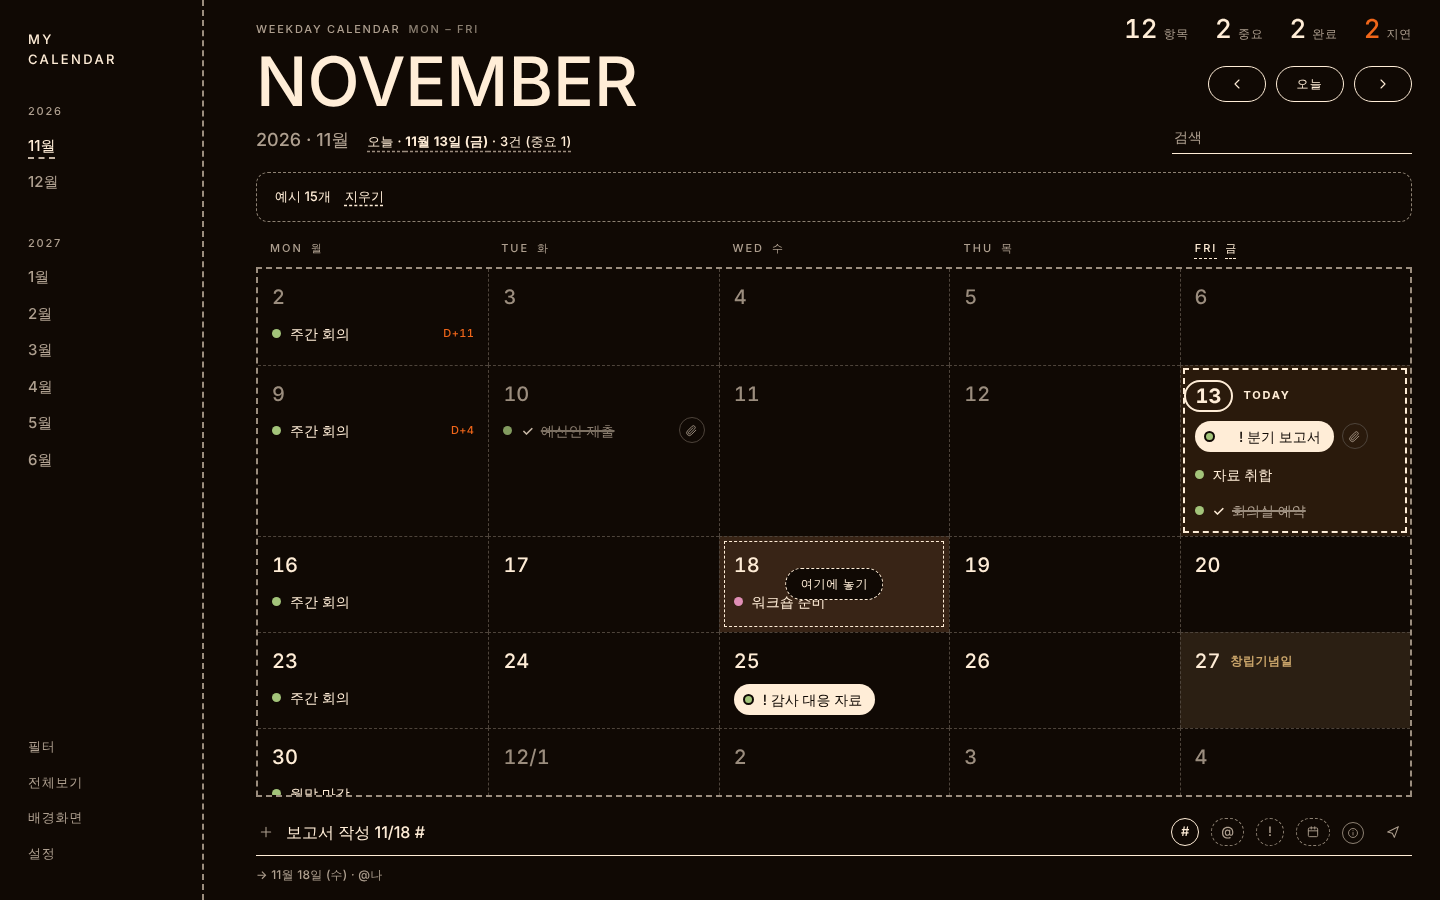 MY
CALENDAR
2026
11월
12월
2027
1월
2월
3월
4월
5월
6월
필터
전체보기
배경화면
설정
WEEKDAY CALENDAR MON – FRI
NOVEMBER
2026 · 11월 오늘 · 11월 13일 (금) · 3건 (중요 1)
12 항목 2 중요 2 완료 2 지연
오늘
검색
예시 15개 지우기
MON 월 TUE 화 WED 수 THU 목 FRI 금
2 3 4 5 6
주간 회의 D+11
9 10 11 12 13 TODAY
주간 회의 D+4
예산안 제출
! 분기 보고서
자료 취합
회의실 예약
16 17 18 19 20
주간 회의
여기에 놓기
워크숍 준비
23 24 25 26 27 창립기념일
주간 회의
! 감사 대응 자료
30 12/1 2 3 4
월말 마감
보고서 작성 11/18 #
# @ !
→ 11월 18일 (수) · @나